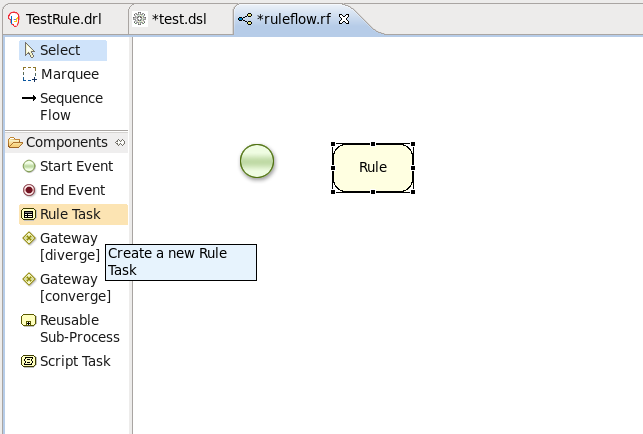 TestRule.drl
*test.dsl
*ruleflow.rf
Select
Marquee
Sequence
Flow
Components
Start Event
End Event
Rule Task
Gateway
[diverge]
Gateway
[converge]
Reusable
Sub-Process
Script Task
Create a new Rule
Task
Rule